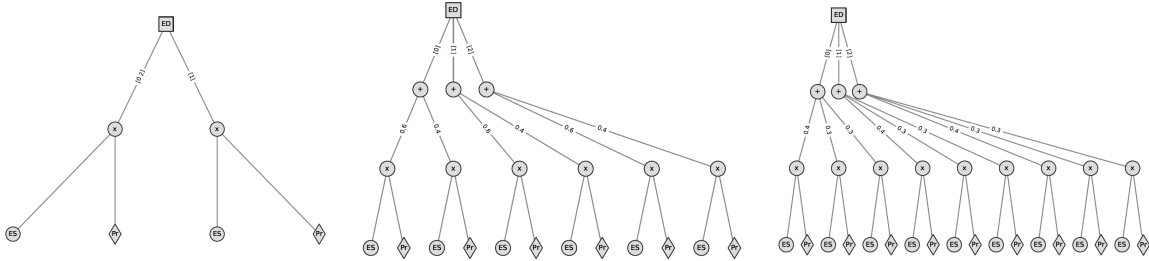 ED
[0 2] [1]
x x
ES Pr ES Pr
ED
[0] [1] [2]
+ + +
0.6 0.4 0.6 0.4 0.6 0.4
x x x x x x
ES Pr ES Pr ES Pr ES Pr ES Pr ES Pr
ED
[0] [1] [2]
+ + +
0.4 0.3 0.3 0.4 0.3 0.3 0.4 0.3 0.3
x x x x x x x x x
ES Pr ES Pr ES Pr ES Pr ES Pr ES Pr ES Pr ES Pr ES Pr